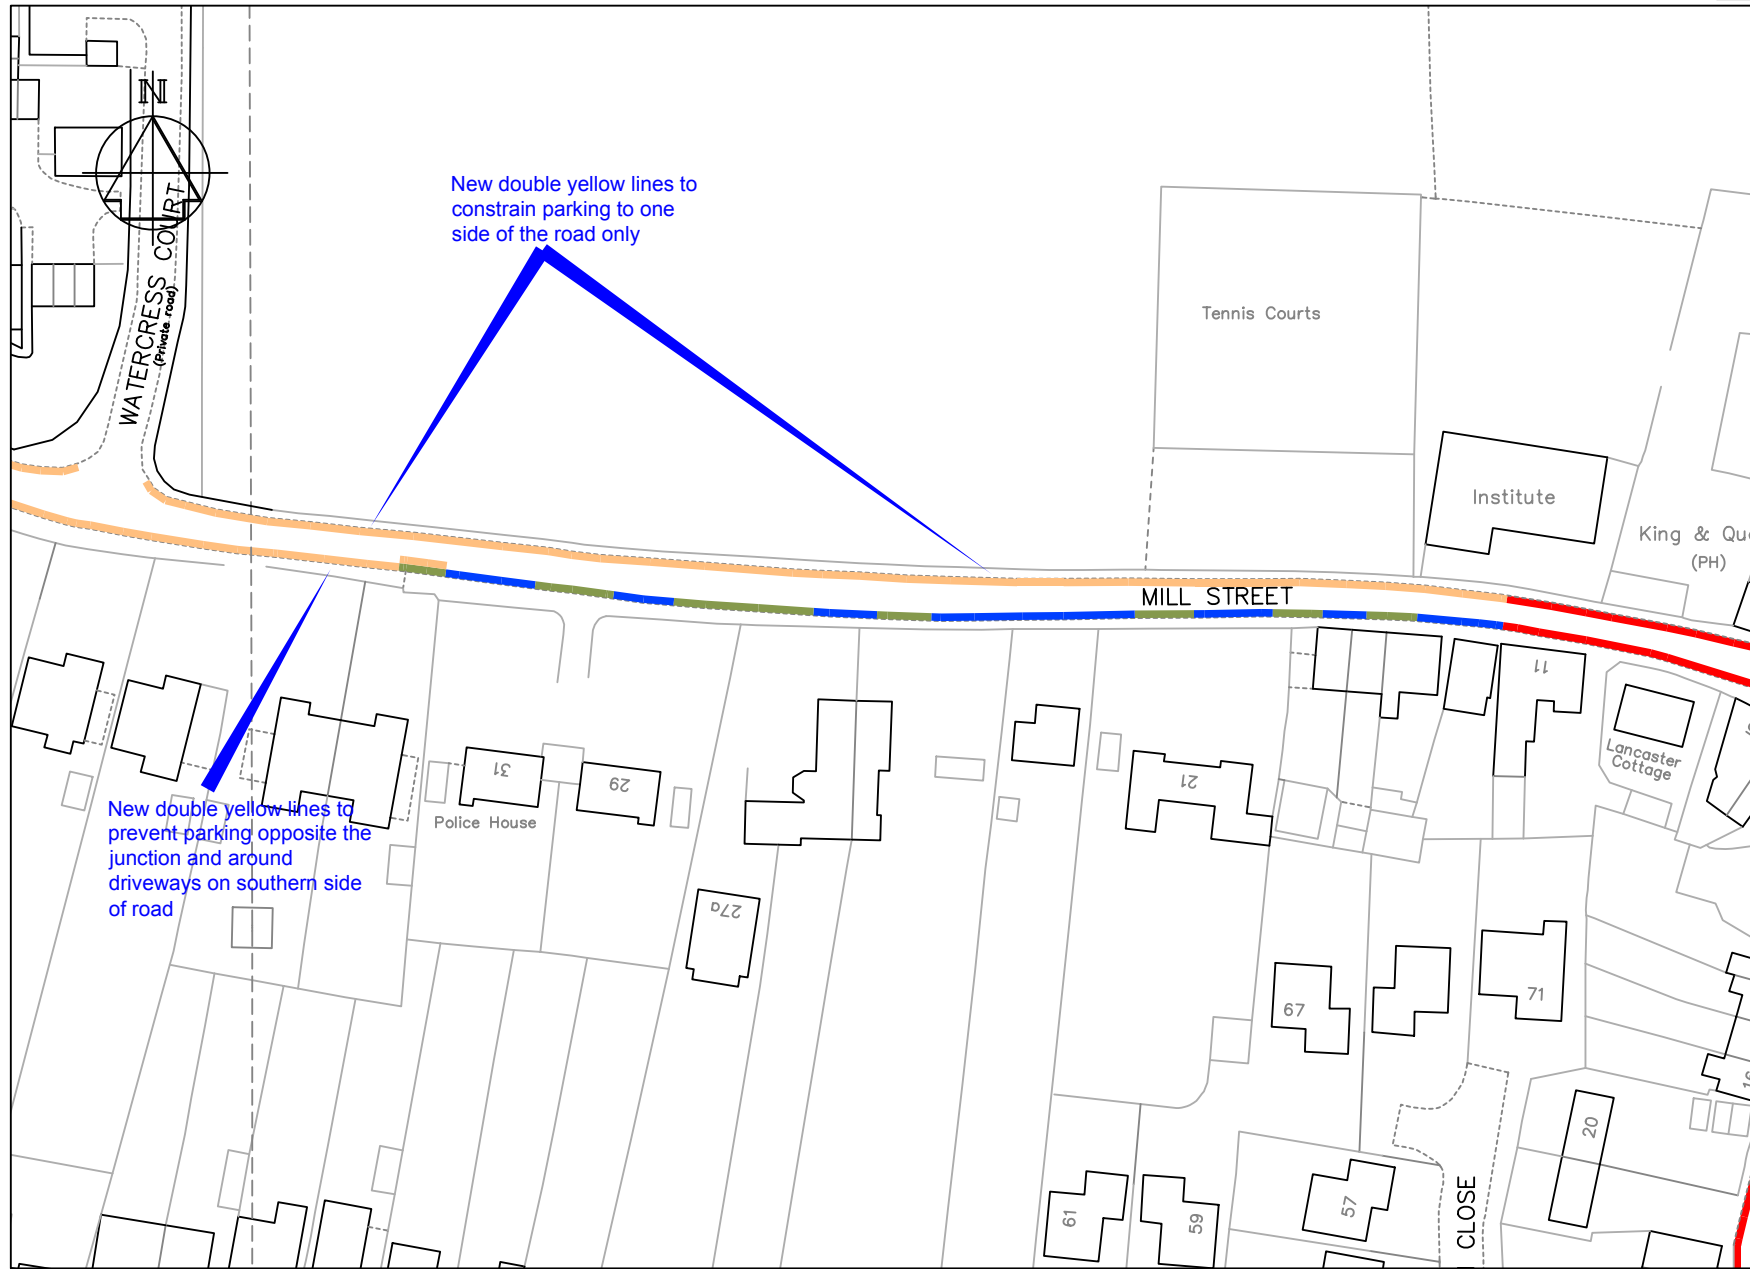 N
WATERCRESS COURT
(Private road)
New double yellow lines to
constrain parking to one
side of the road only
Tennis Courts
Institute
King & Qu
(PH)
MILL STREET
11
Lancaster
Cottage
31
29
21
Police House
New double yellow lines to
prevent parking opposite the
junction and around
driveways on southern side
of road
27a
67
71
20
61
59
57
CLOSE